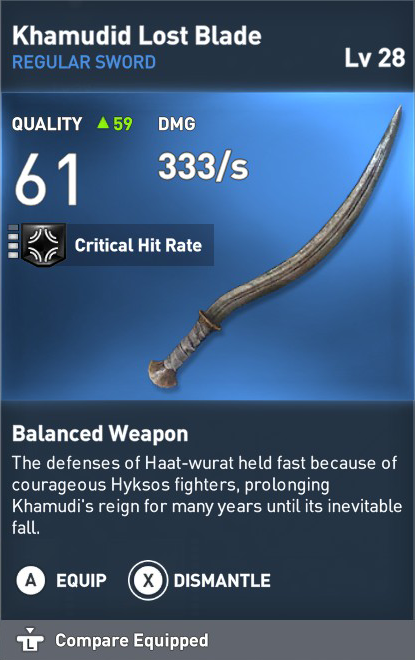 Khamudid Lost Blade
REGULAR SWORD
Lv 28
QUALITY ▲59 DMG
61 333/s
Critical Hit Rate
Balanced Weapon
The defenses of Haat-wurat held fast because of
courageous Hyksos fighters, prolonging
Khamudi's reign for many years until its inevitable
fall.
A EQUIP X DISMANTLE
L Compare Equipped